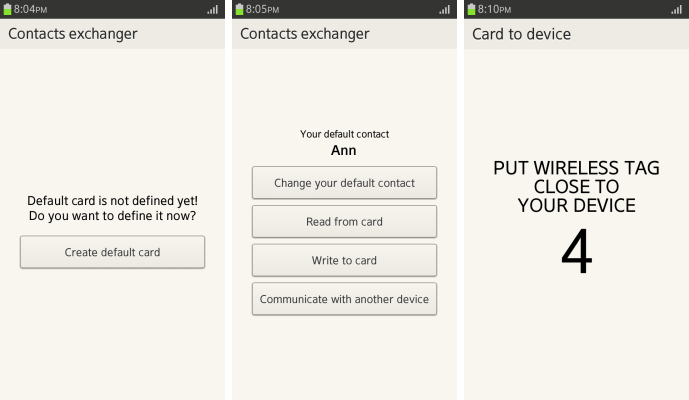 8:04PM
Contacts exchanger
Default card is not defined yet!
Do you want to define it now?
Create default card
8:05PM
Contacts exchanger
Your default contact
Ann
Change your default contact
Read from card
Write to card
Communicate with another device
8:10PM
Card to device
PUT WIRELESS TAG
CLOSE TO
YOUR DEVICE
4